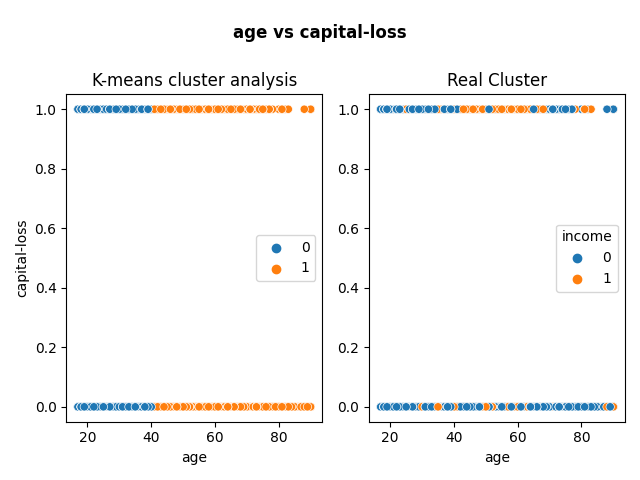 age vs capital-loss
K-means cluster analysis
1.0
0.8
0.6
0.4
0.2
0.0
capital-loss
20 40 60 80
age
0
1
Real Cluster
1.0
0.8
0.6
0.4
0.2
0.0
20 40 60 80
age
income
0
1